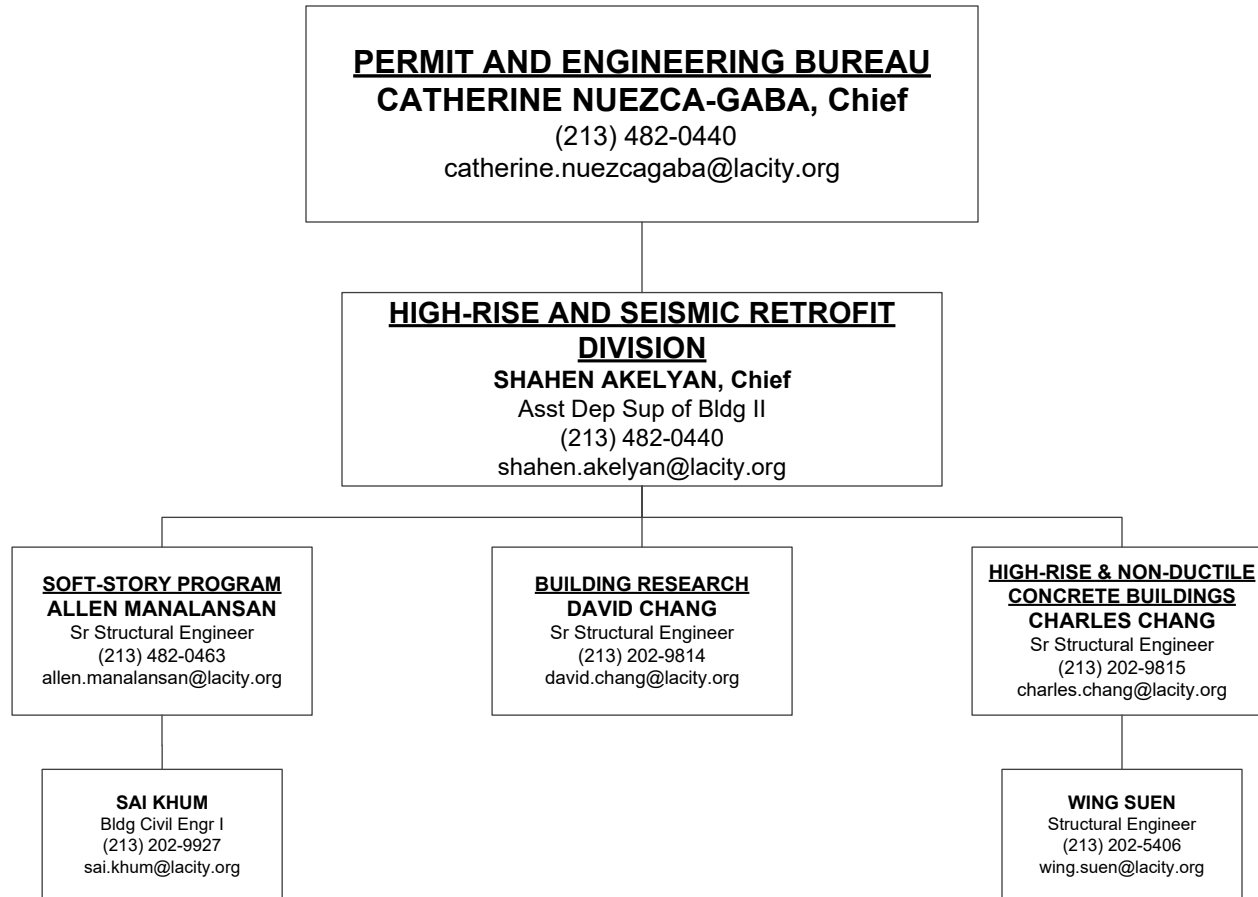 PERMIT AND ENGINEERING BUREAU
CATHERINE NUEZCA-GABA, Chief
(213) 482-0440
catherine.nuezcagaba@lacity.org
HIGH-RISE AND SEISMIC RETROFIT
DIVISION
SHAHEN AKELYAN, Chief
Asst Dep Sup of Bldg II
(213) 482-0440
shahen.akelyan@lacity.org
SOFT-STORY PROGRAM
ALLEN MANALANSAN
Sr Structural Engineer
(213) 482-0463
allen.manalansan@lacity.org
BUILDING RESEARCH
DAVID CHANG
Sr Structural Engineer
(213) 202-9814
david.chang@lacity.org
HIGH-RISE & NON-DUCTILE
CONCRETE BUILDINGS
CHARLES CHANG
Sr Structural Engineer
(213) 202-9815
charles.chang@lacity.org
SAI KHUM
Bldg Civil Engr I
(213) 202-9927
sai.khum@lacity.org
WING SUEN
Structural Engineer
(213) 202-5406
wing.suen@lacity.org